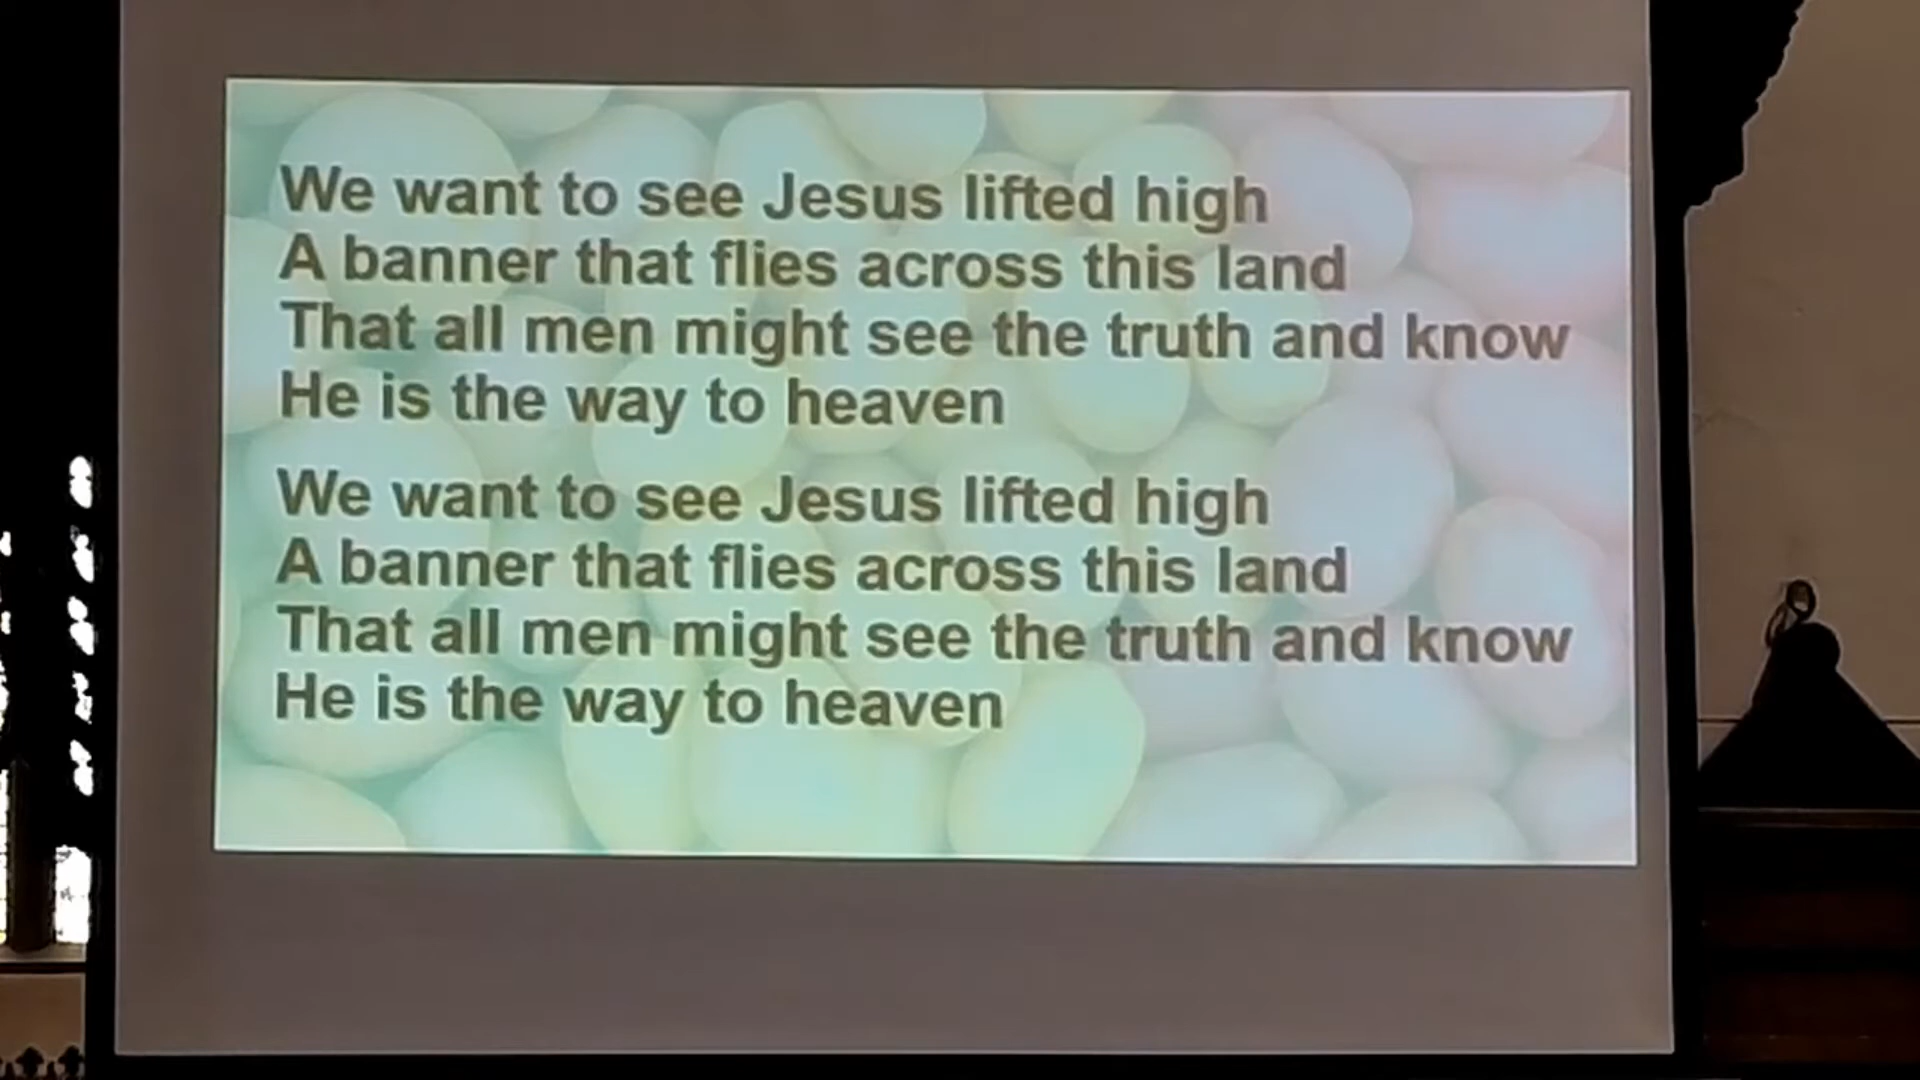 We want to see Jesus lifted high
A banner that flies across this land
That all men might see the truth and know
He is the way to heaven
We want to see Jesus lifted high
A banner that flies across this land
That all men might see the truth and know
He is the way to heaven